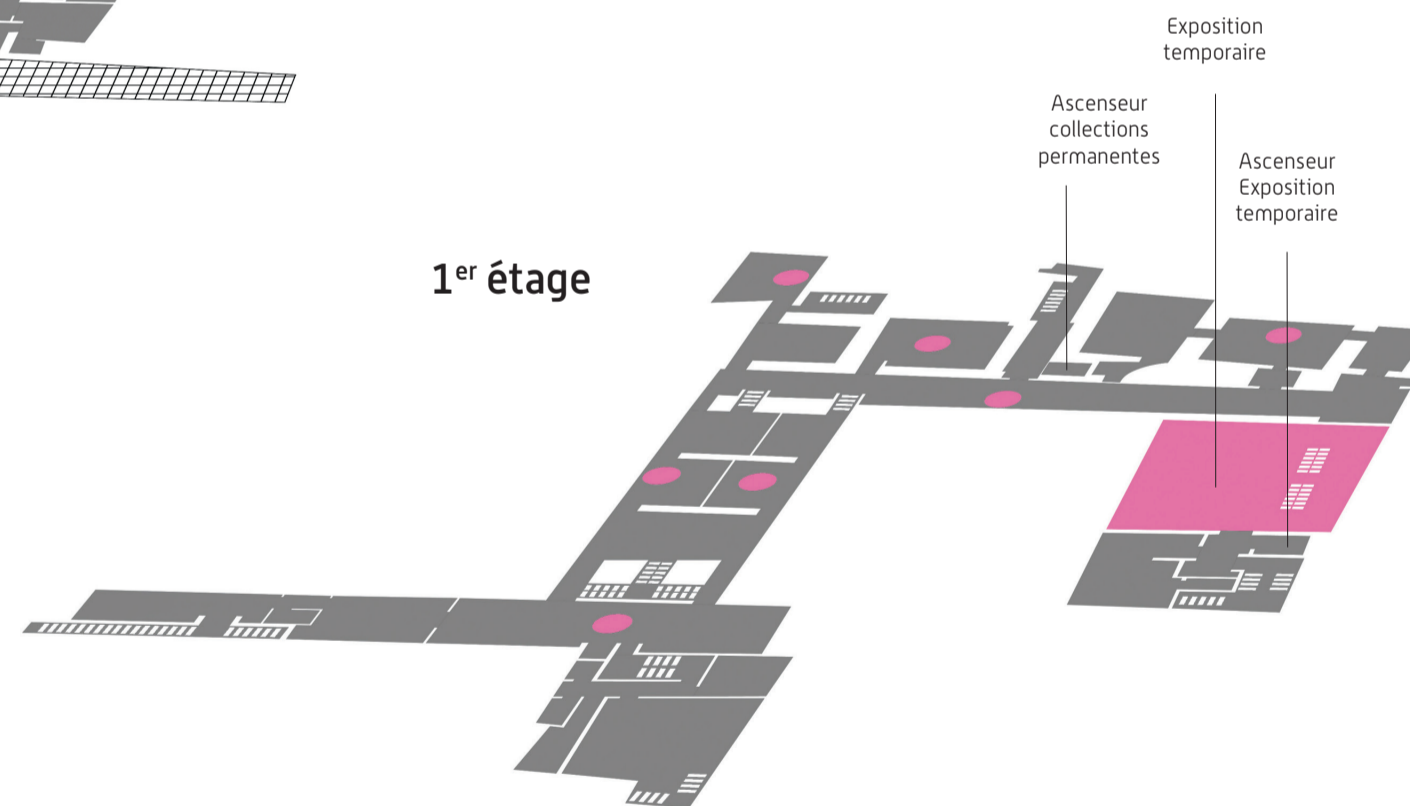 Exposition
temporaire
Ascenseur
collections
permanentes
Ascenseur
Exposition
temporaire
1er étage